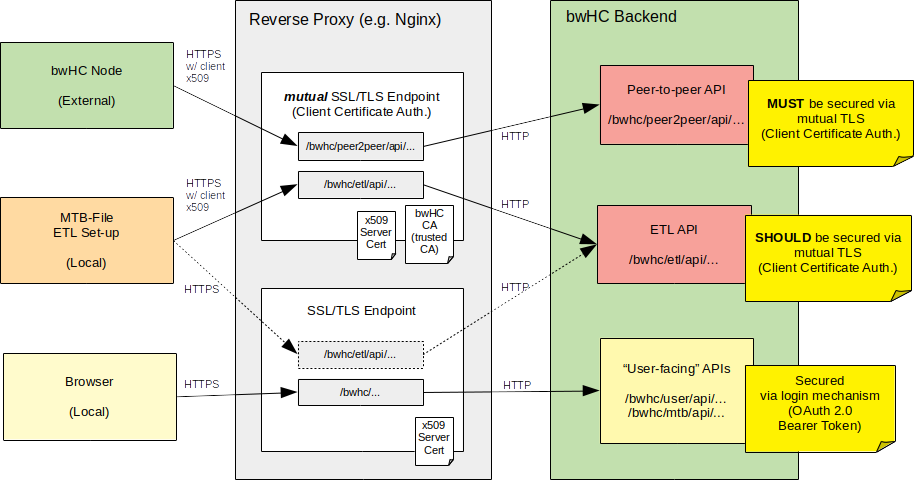 Reverse Proxy (e.g. Nginx)
bwHC Backend
bwHC Node
(External)
HTTPS
w/ client
x509
mutual SSL/TLS Endpoint
(Client Certificate Auth.)
/bwhc/peer2peer/api/...
/bwhc/etl/api/...
x509
Server
Cert
bwHC
CA
(trusted
CA)
HTTP
Peer-to-peer API
/bwhc/peer2peer/api/...
MUST be secured via
mutual TLS
(Client Certificate Auth.)
MTB-File
ETL Set-up
(Local)
HTTPS
w/ client
x509
HTTPS
HTTP
HTTP
ETL API
/bwhc/etl/api/...
SHOULD be secured via
mutual TLS
(Client Certificate Auth.)
SSL/TLS Endpoint
/bwhc/etl/api/...
/bwhc/...
x509
Server
Cert
Browser
(Local)
HTTPS
HTTP
“User-facing” APIs
/bwhc/user/api/...
/bwhc/mtb/api/...
Secured
via login mechanism
(OAuth 2.0
Bearer Token)